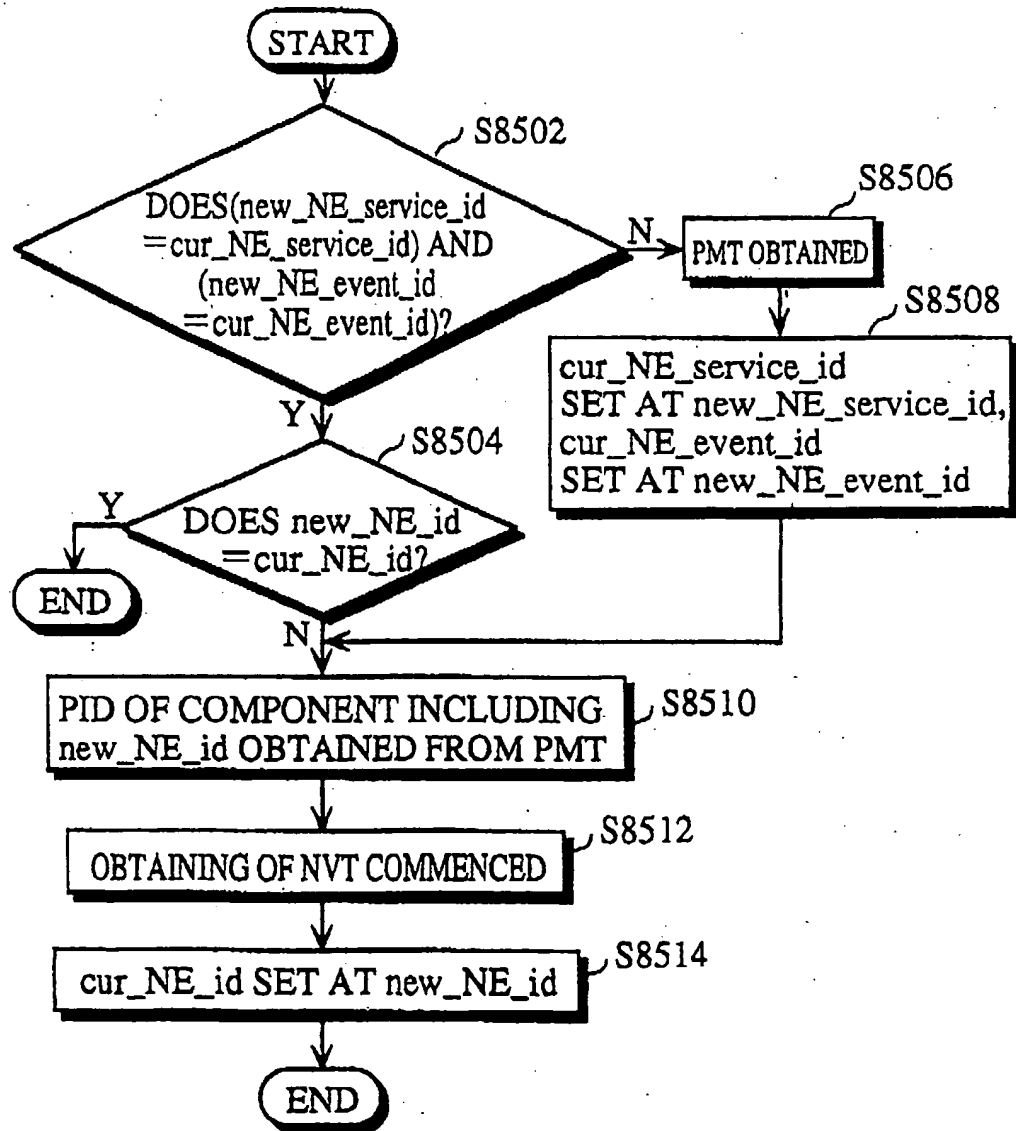 START
S8502
DOES(new_NE_service_id
=cur_NE_service_id) AND
(new_NE_event_id
=cur_NE_event_id)?
N
S8506
PMT OBTAINED
S8508
cur_NE_service_id
SET AT new_NE_service_id,
cur_NE_event_id
SET AT new_NE_event_id
Y
S8504
DOES new_NE_id
=cur_NE_id?
Y
END
N
S8510
PID OF COMPONENT INCLUDING
new_NE_id OBTAINED FROM PMT
S8512
OBTAINING OF NVT COMMENCED
S8514
cur_NE_id SET AT new_NE_id
END